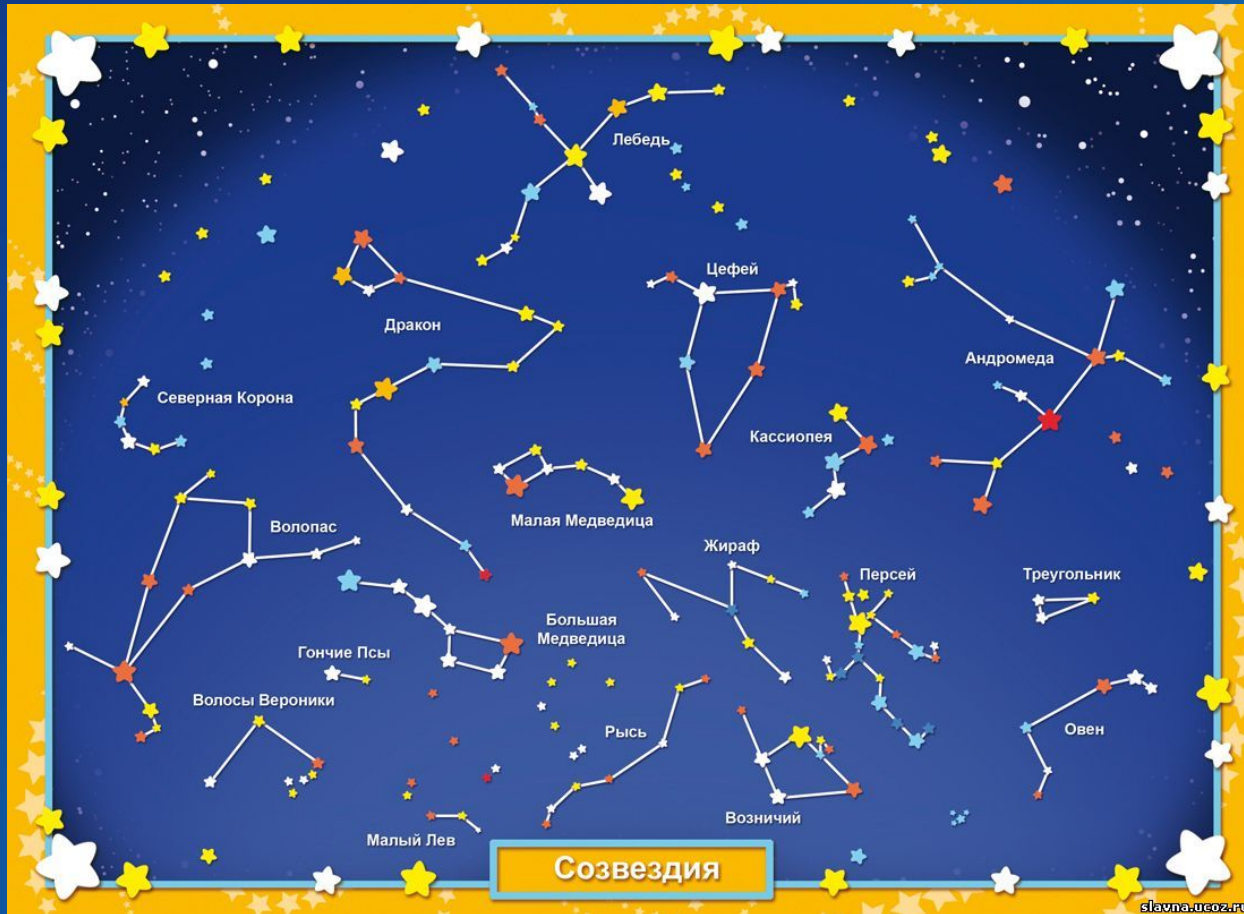 Лебедь
Цефей
Дракон
Андромеда
Северная Корона
Кассиопея
Малая Медведица
Волопас
Жираф
Персей
Треугольник
Большая
Медведица
Гончие Псы
Волосы Вероники
Рысь
Овен
Возничий
Малый Лев
Созвездия
slavna.ucoz.ru